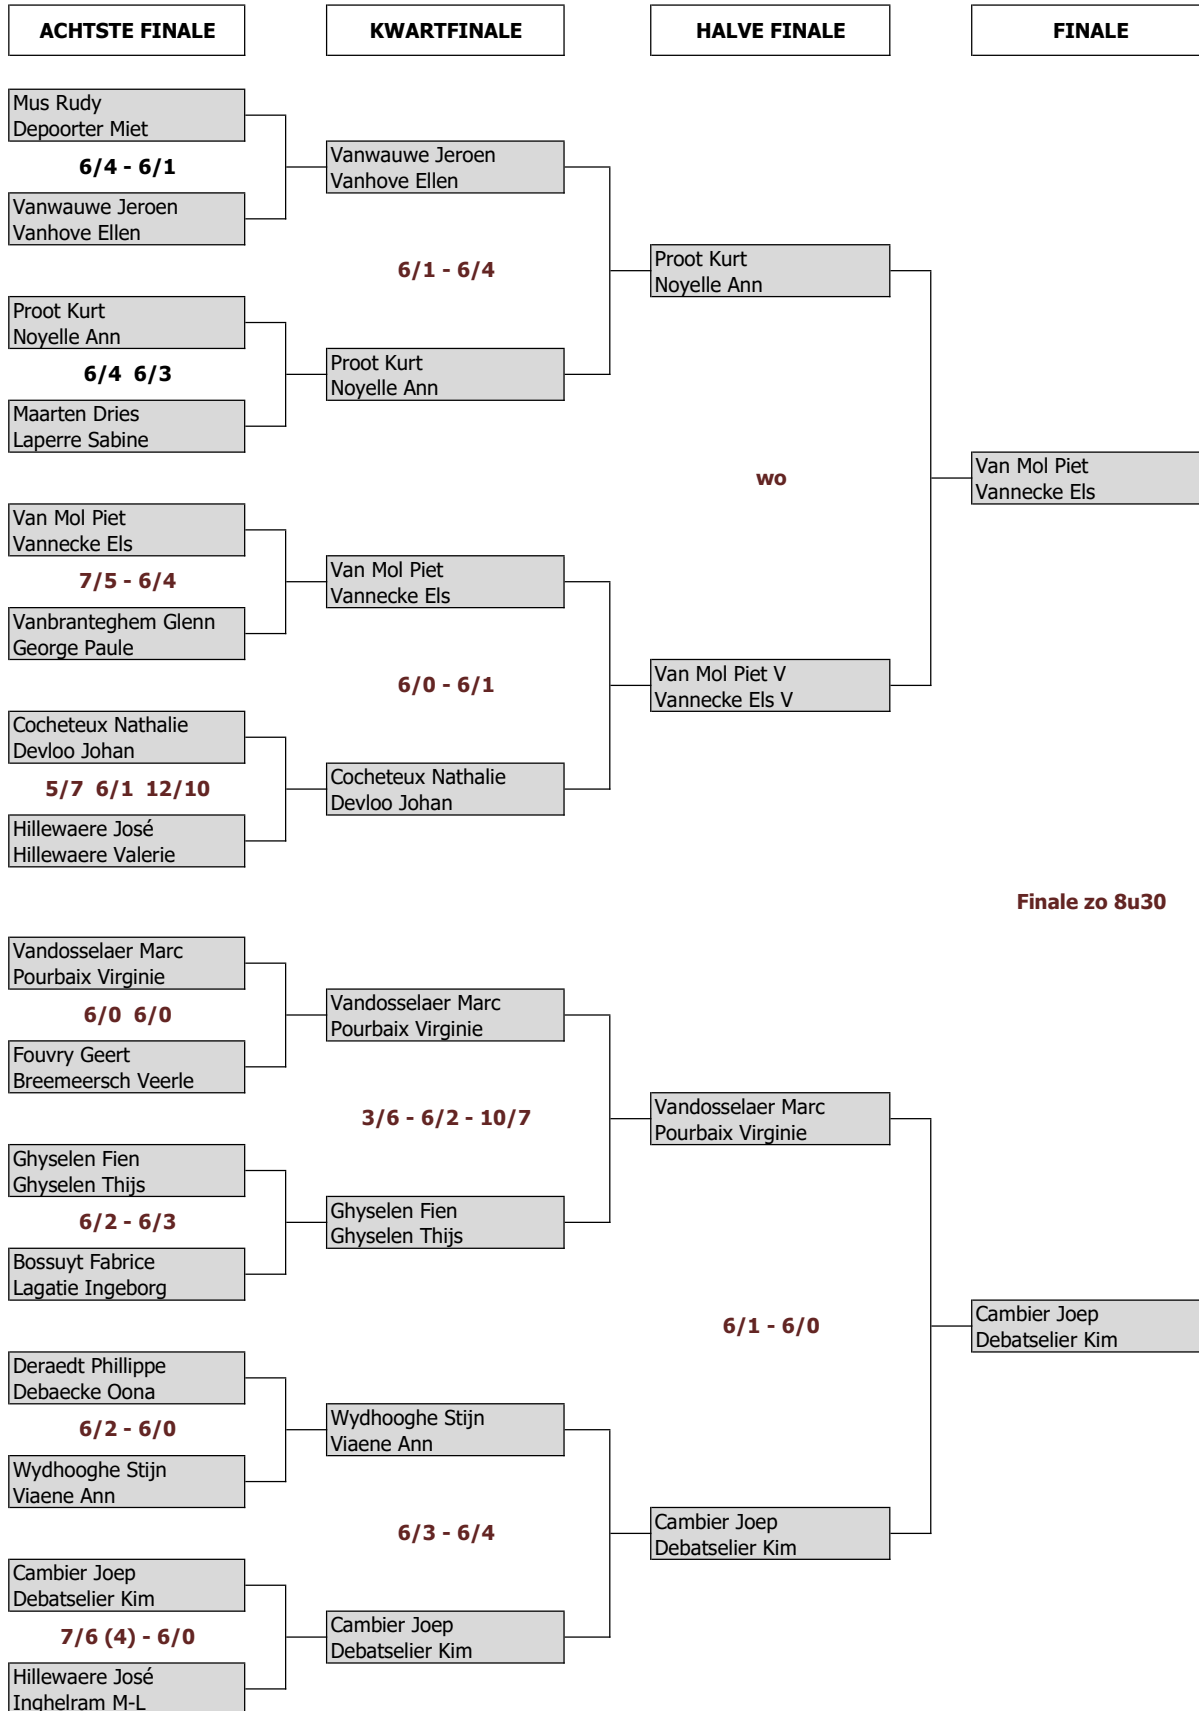 ACHTSTE FINALE
KWARTFINALE
HALVE FINALE
FINALE
Mus Rudy
Depoorter Miet
6/4 - 6/1
Vanwauwe Jeroen
Vanhove Ellen
Vanwauwe Jeroen
Vanhove Ellen
6/1 - 6/4
Proot Kurt
Noyelle Ann
Proot Kurt
Noyelle Ann
6/4 6/3
Maarten Dries
Laperre Sabine
Proot Kurt
Noyelle Ann
wo
Van Mol Piet
Vannecke Els
Van Mol Piet
Vannecke Els
7/5 - 6/4
Vanbranteghem Glenn
George Paule
Van Mol Piet
Vannecke Els
6/0 - 6/1
Van Mol Piet V
Vannecke Els V
Cocheteux Nathalie
Devloo Johan
5/7 6/1 12/10
Hillewaere José
Hillewaere Valerie
Cocheteux Nathalie
Devloo Johan
Finale zo 8u30
Vandosselaer Marc
Pourbaix Virginie
6/0 6/0
Fouvry Geert
Breemeersch Veerle
Vandosselaer Marc
Pourbaix Virginie
3/6 - 6/2 - 10/7
Vandosselaer Marc
Pourbaix Virginie
Ghyselen Fien
Ghyselen Thijs
6/2 - 6/3
Bossuyt Fabrice
Lagatie Ingeborg
Ghyselen Fien
Ghyselen Thijs
6/1 - 6/0
Cambier Joep
Debatselier Kim
Deraedt Phillippe
Debaecke Oona
6/2 - 6/0
Wydhooghe Stijn
Viaene Ann
Wydhooghe Stijn
Viaene Ann
6/3 - 6/4
Cambier Joep
Debatselier Kim
Cambier Joep
Debatselier Kim
7/6 (4) - 6/0
Hillewaere José
Inghelram M-L
Cambier Joep
Debatselier Kim